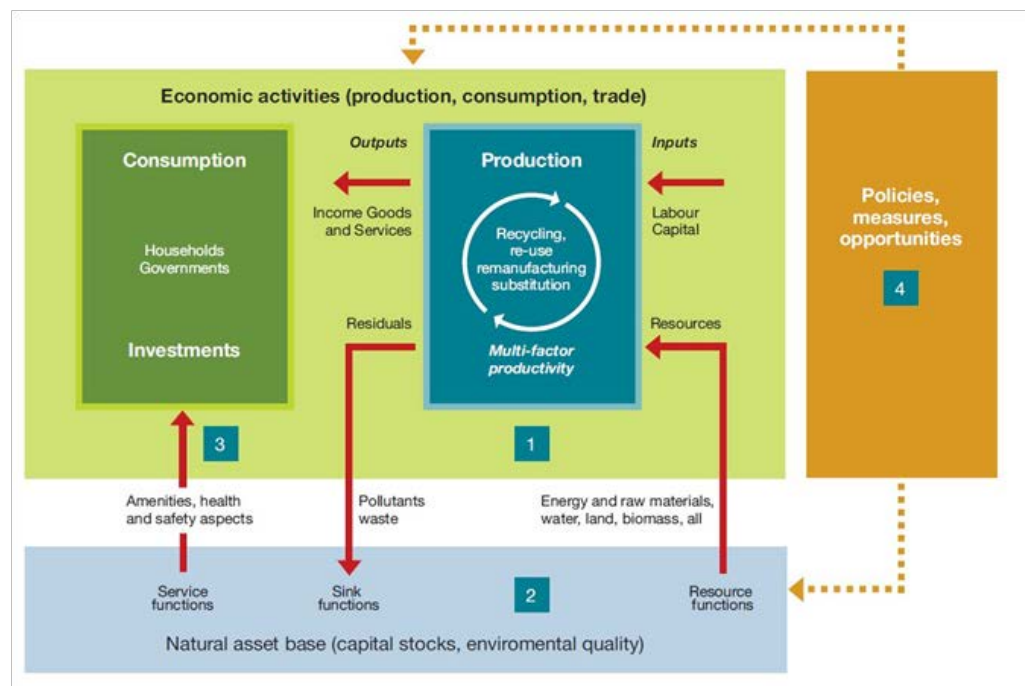 Economic activities (production, consumption, trade)
Consumption
Households
Governments
Investments
3
Outputs
Income Goods
and Services
Residuals
Production
Recycling,
re-use
remanufacturing
substitution
Multi-factor
productivity
1
Inputs
Labour
Capital
Resources
Policies,
measures,
opportunities
4
Amenities, health
and safety aspects
Pollutants
waste
Energy and raw materials,
water, land, biomass, all
Service
functions
Sink
functions
2
Resource
functions
Natural asset base (capital stocks, enviromental quality)